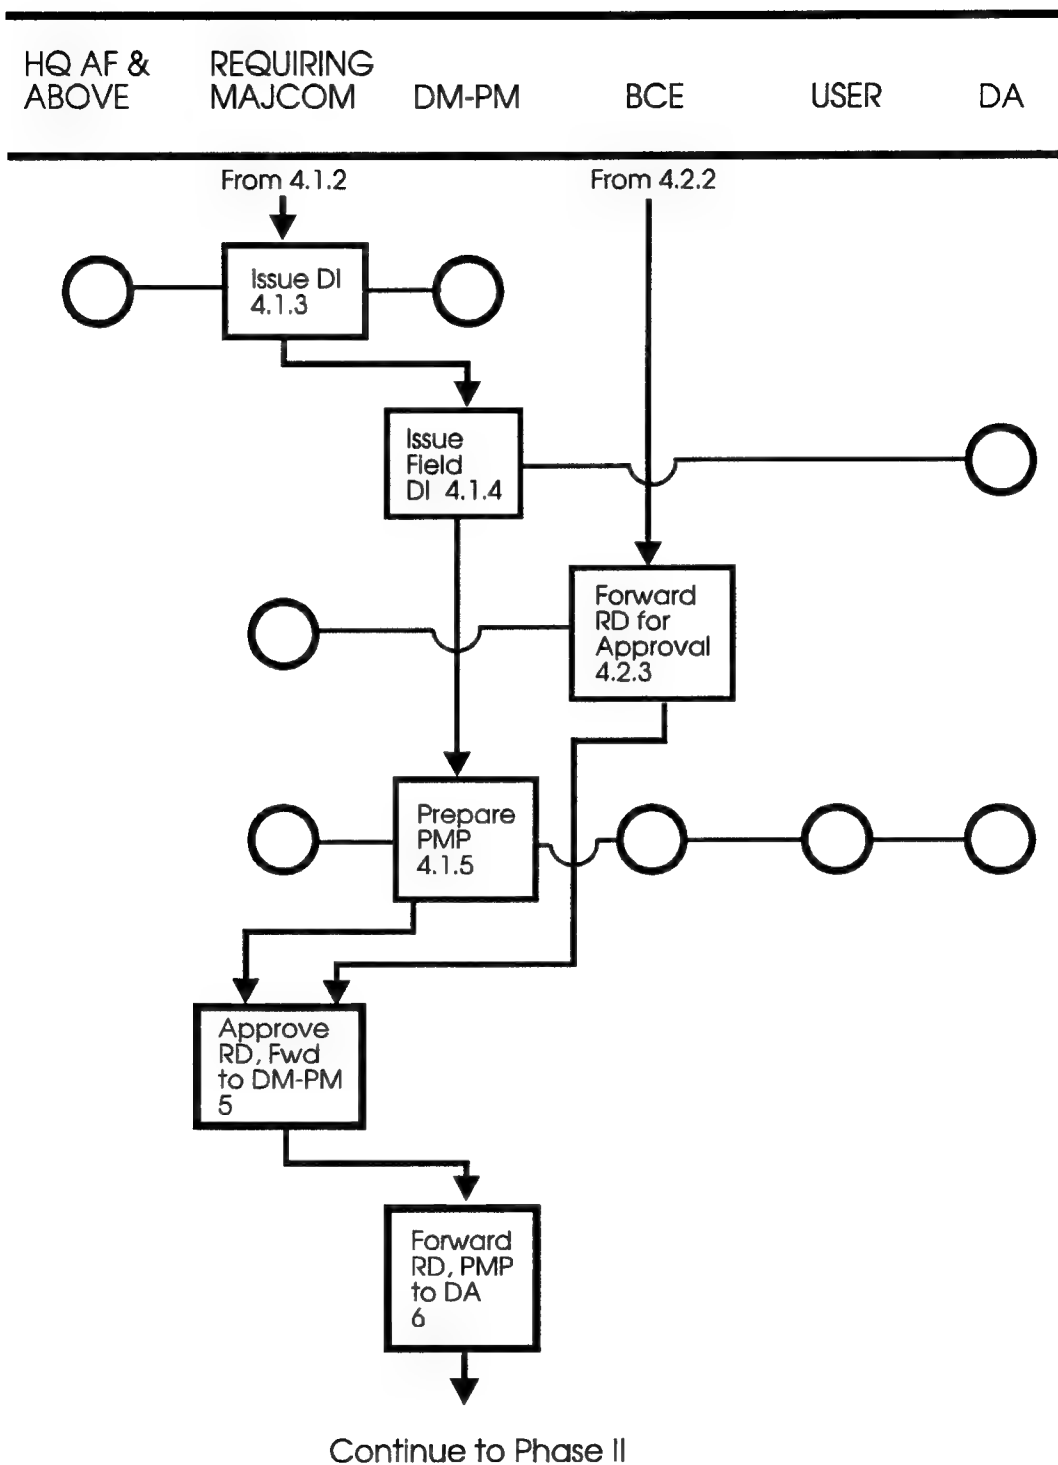 HQ AF &
ABOVE
REQUIRING
MAJCOM
DM-PM
BCE
USER
DA
From 4.1.2
From 4.2.2
Issue DI
4.1.3
Issue
Field
DI 4.1.4
Forward
RD for
Approval
4.2.3
Prepare
PMP
4.1.5
Approve
RD, Fwd
to DM-PM
5
Forward
RD, PMP
to DA
6
Continue to Phase II